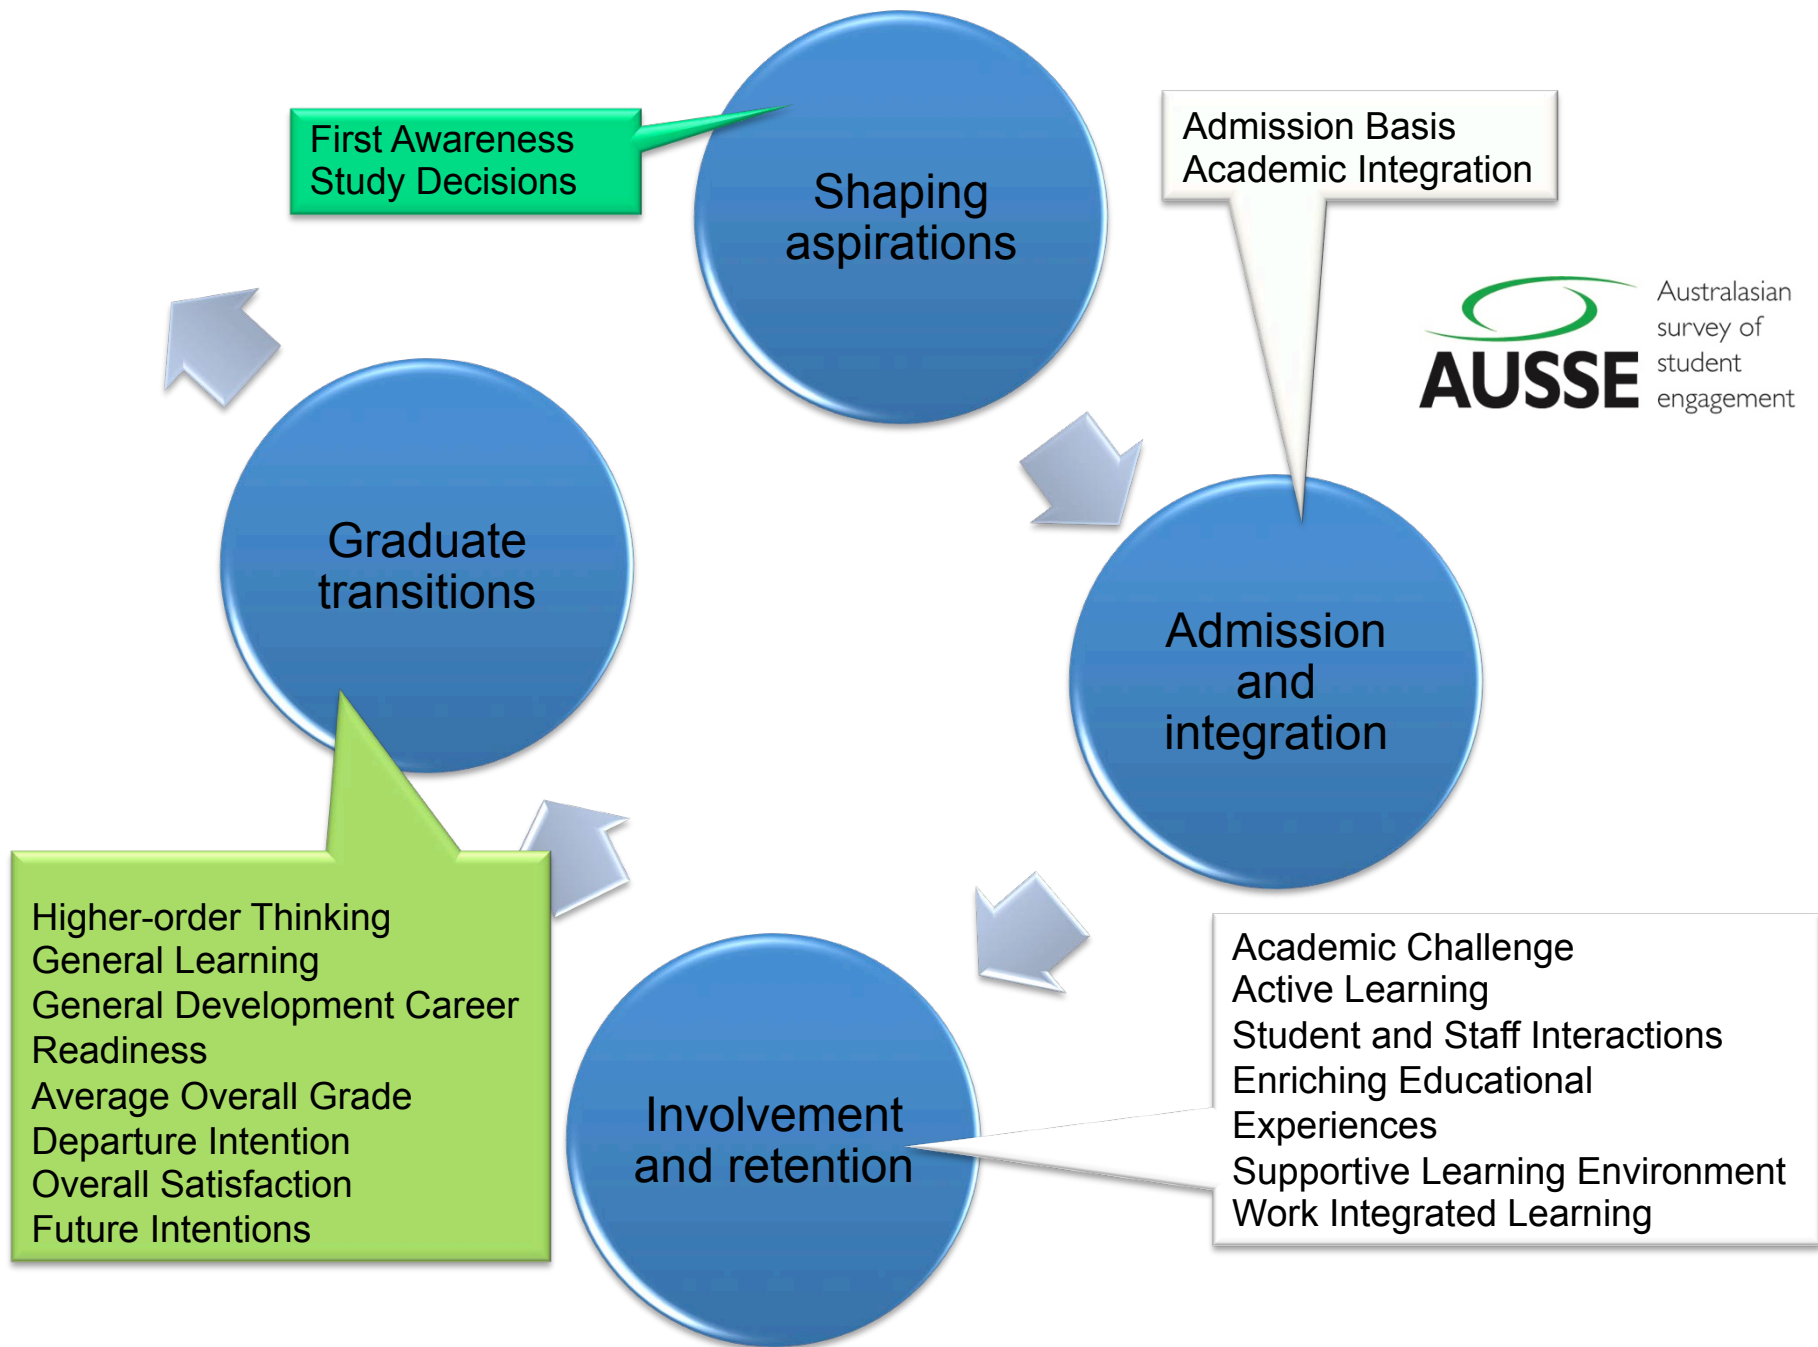 First Awareness
Study Decisions
Shaping
aspirations
Admission Basis
Academic Integration
AUSSE
Australasian
survey of
student
engagement
Graduate
transitions
Admission
and
integration
Higher-order Thinking
General Learning
General Development Career
Readiness
Average Overall Grade
Departure Intention
Overall Satisfaction
Future Intentions
Involvement
and retention
Academic Challenge
Active Learning
Student and Staff Interactions
Enriching Educational
Experiences
Supportive Learning Environment
Work Integrated Learning